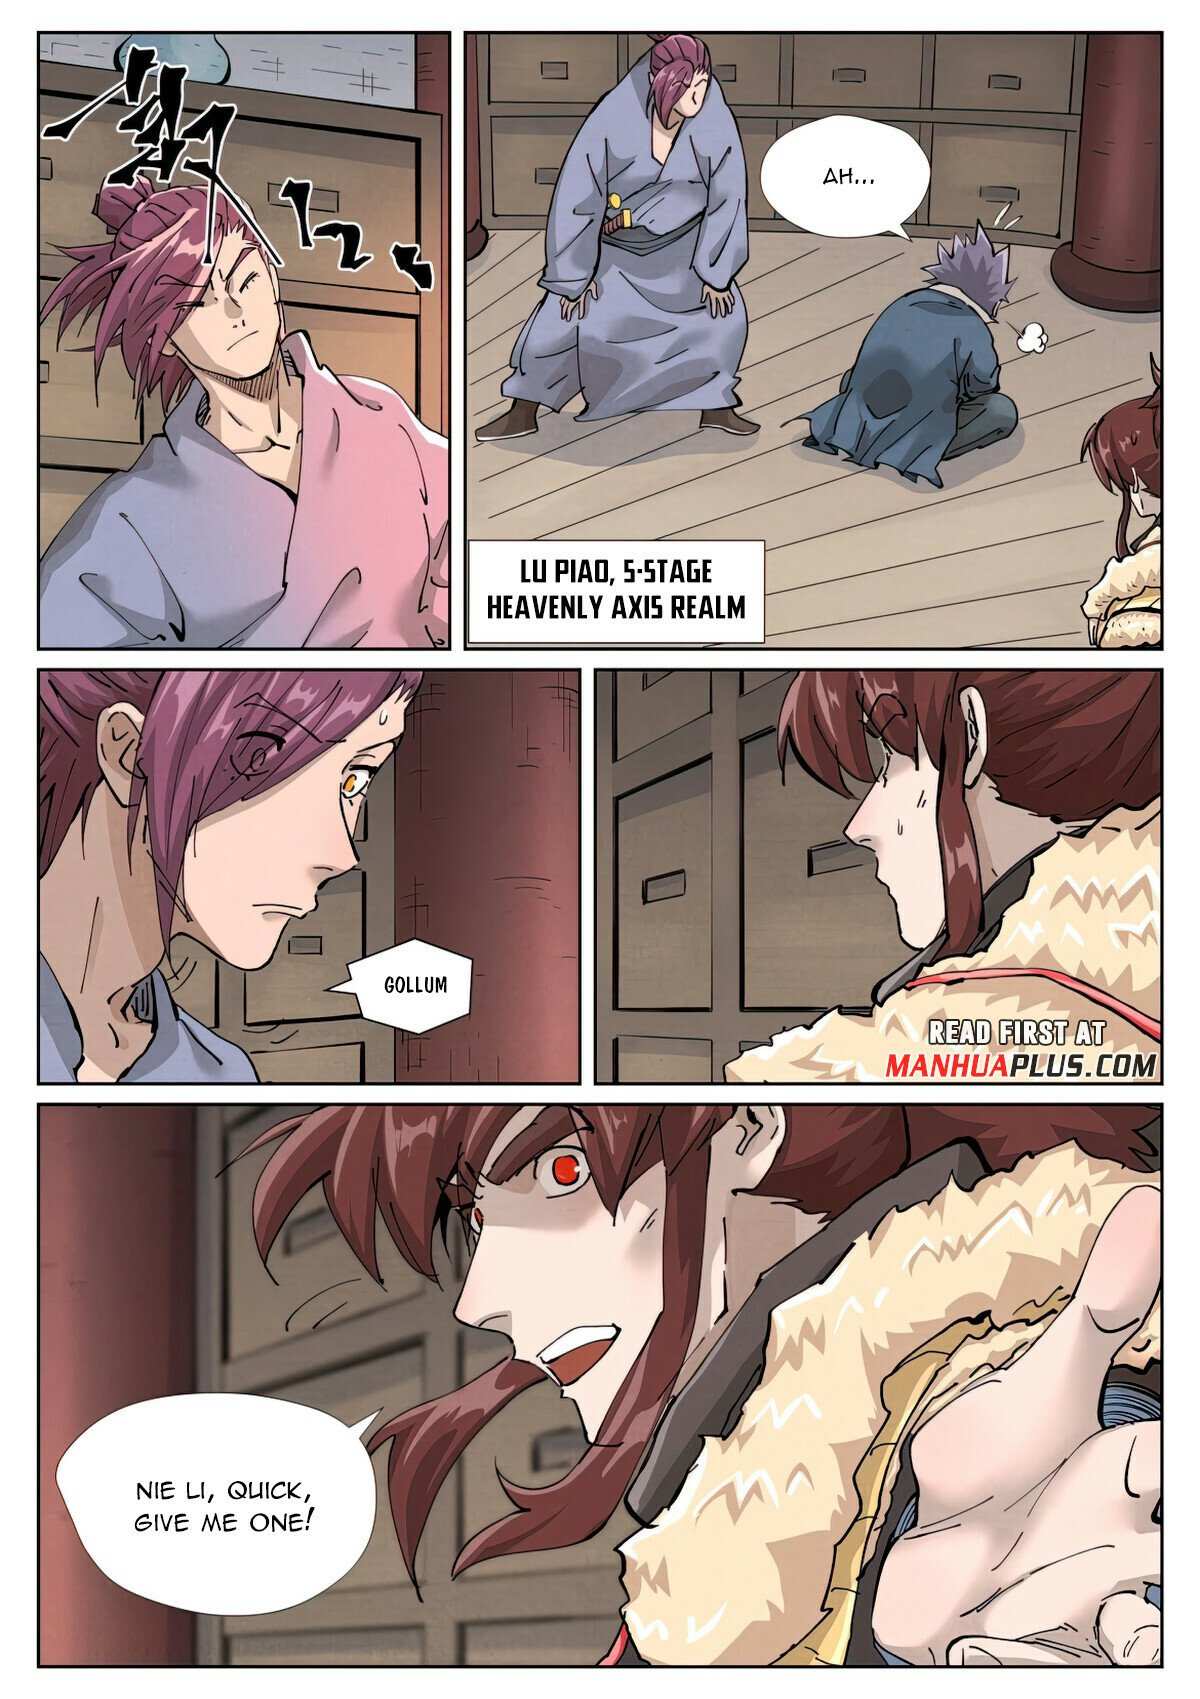 AH...
LU PIAO, 5-STAGE
HEAVENLY AXIS REALM
GOLLUM
READ FIRST AT
MANHUAPLUS.COM
NIE LI, QUICK,
GIVE ME ONE!